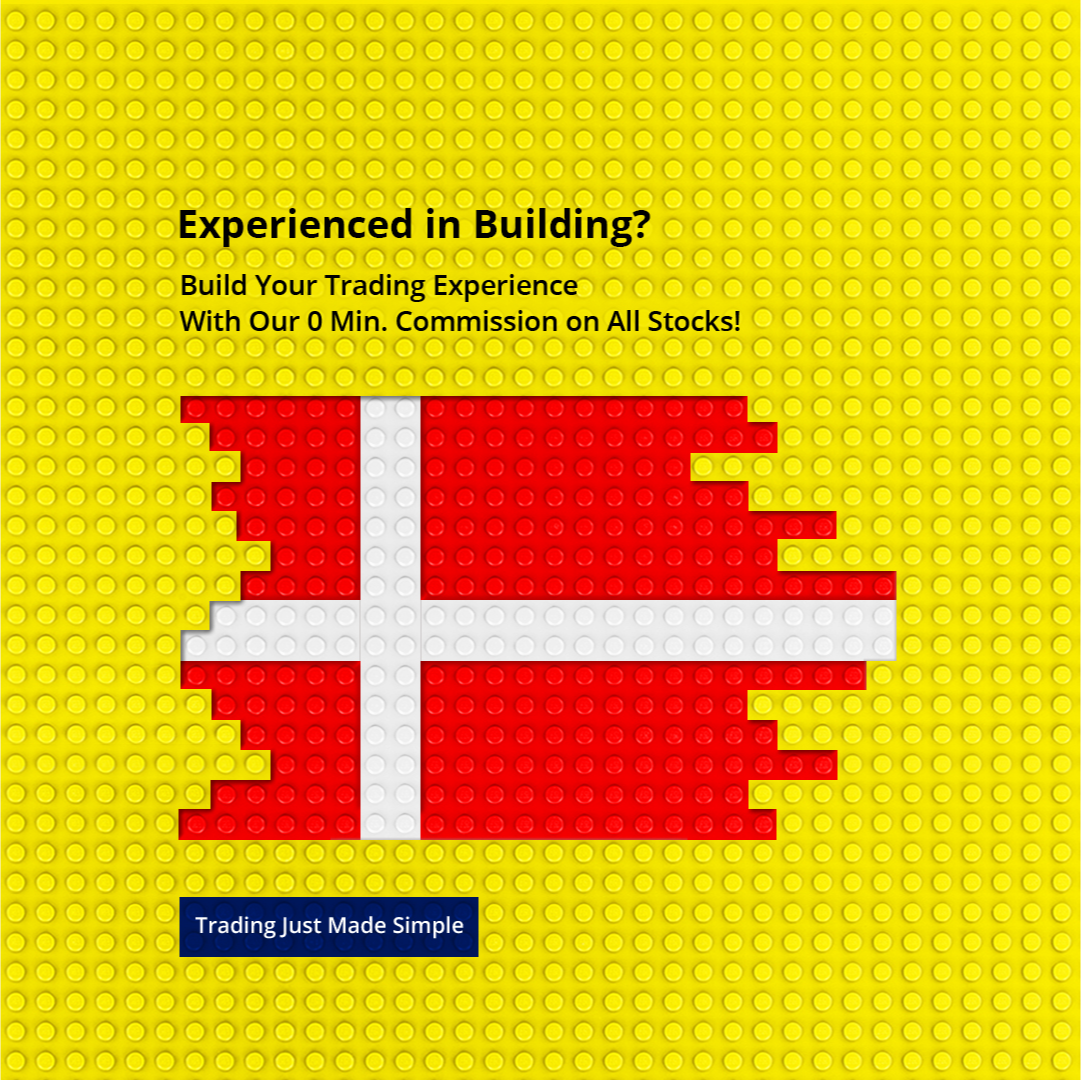 Experienced in Building?
Build Your Trading Experience
With Our 0 Min. Commission on All Stocks!
Trading Just Made Simple